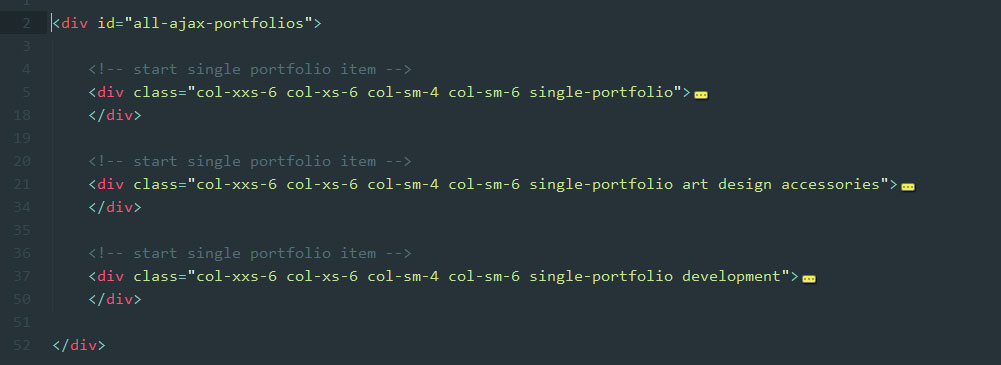 1
2 <div id="all-ajax-portfolios">
3
4 <!-- start single portfolio item -->
5 <div class="col-xxs-6 col-xs-6 col-sm-4 col-sm-6 single-portfolio">
18 </div>
19
20 <!-- start single portfolio item -->
21 <div class="col-xxs-6 col-xs-6 col-sm-4 col-sm-6 single-portfolio art design accessories">
34 </div>
35
36 <!-- start single portfolio item -->
37 <div class="col-xxs-6 col-xs-6 col-sm-4 col-sm-6 single-portfolio development">
50 </div>
51
52 </div>